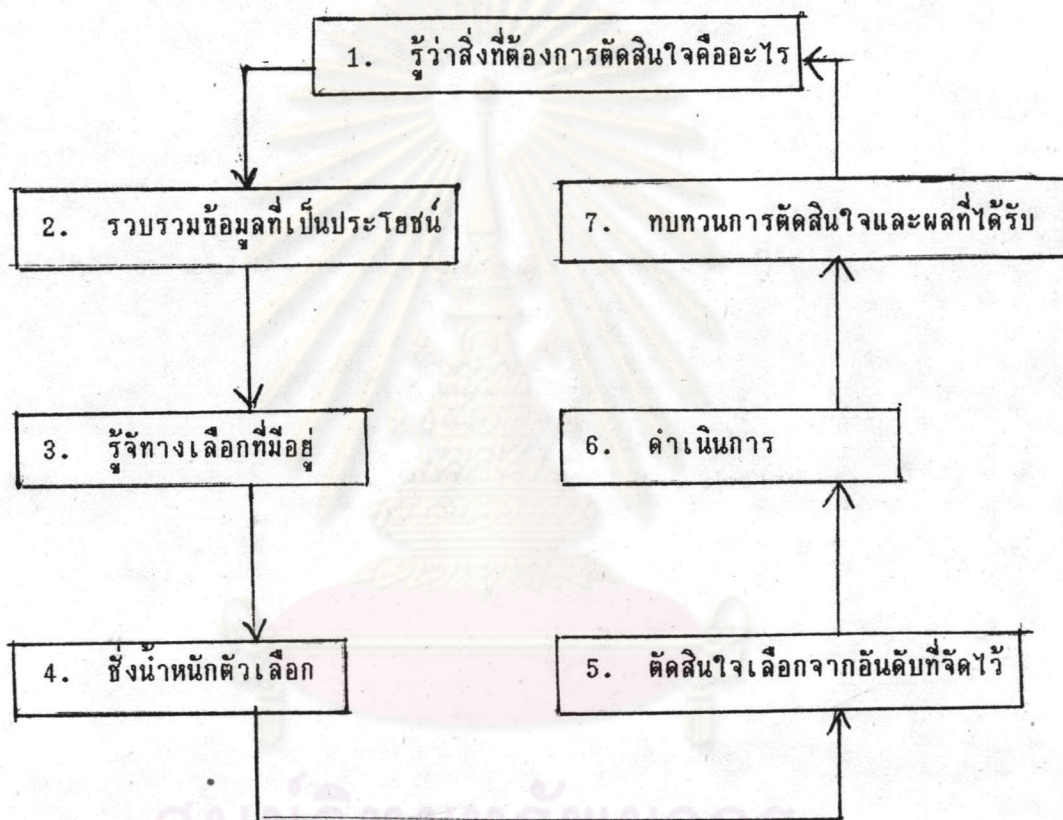 1. รู้ว่าสิ่งที่ต้องการตัดสินใจคืออะไร
2. รวบรวมข้อมูลที่เป็นประโยชน์
3. รู้จักทางเลือกที่มีอยู่
4. ชั่งน้ำหนักตัวเลือก
5. ตัดสินใจเลือกจากอันดับที่จัดไว้
6. ดำเนินการ
7. ทบทวนการตัดสินใจและผลที่ได้รับ